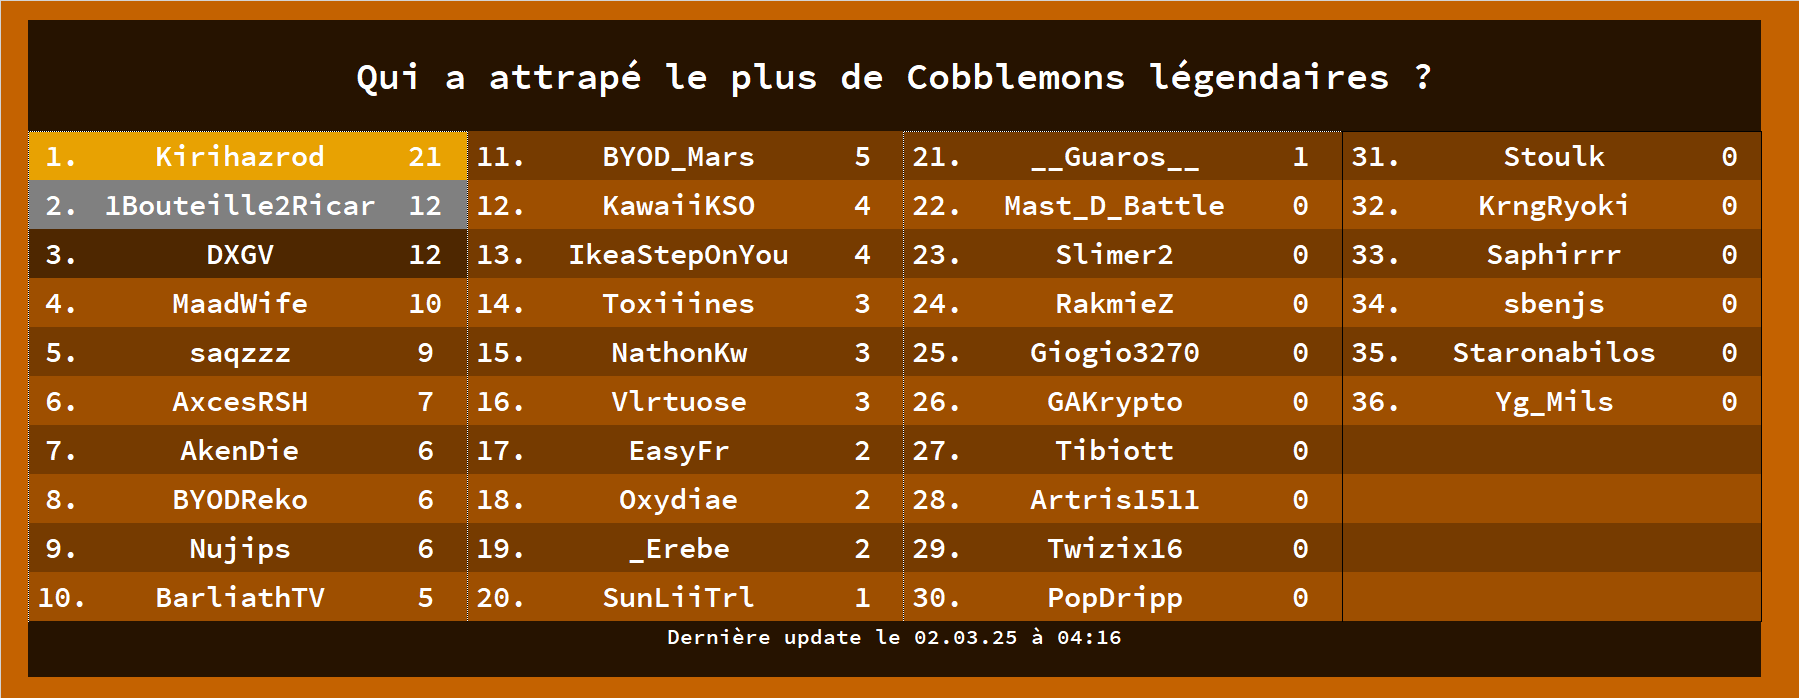 Qui a attrapé le plus de Cobblemons légendaires ?
1. Kirihazrod 21
2. 1Bouteille2Ricar 12
3. DXGV 12
4. MaadWife 10
5. saqzzz 9
6. AxcesRSH 7
7. AkenDie 6
8. BYODReko 6
9. Nujips 6
10. BarliathTV 5
11. BYOD_Mars 5
12. KawaiiKSO 4
13. IkeaStepOnYou 4
14. Toxiiines 3
15. NathonKw 3
16. Vlrtuose 3
17. EasyFr 2
18. Oxydiae 2
19. _Erebe 2
20. SunLiiTrl 1
21. __Guaros__ 1
22. Mast_D_Battle 0
23. Slimer2 0
24. RakmieZ 0
25. Giogio3270 0
26. GAKrypto 0
27. Tibiott 0
28. Artris1511 0
29. Twizix16 0
30. PopDripp 0
31. Stoulk 0
32. KrngRyoki 0
33. Saphirrr 0
34. sbenjs 0
35. Staronabilos 0
36. Yg_Mils 0
Dernière update le 02.03.25 à 04:16